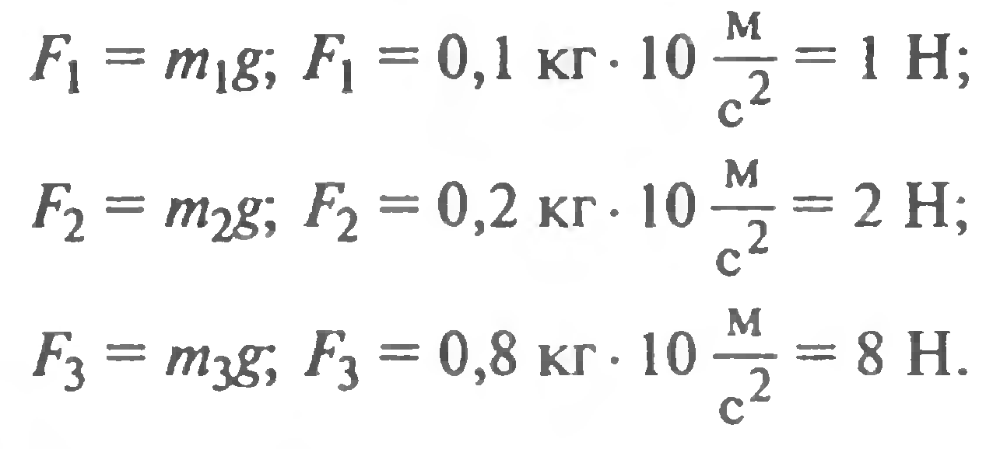 F₁ = m₁g; F₁ = 0,1 кг · 10 м/с² = 1 Н;
F₂ = m₂g; F₂ = 0,2 кг · 10 м/с² = 2 Н;
F₃ = m₃g; F₃ = 0,8 кг · 10 м/с² = 8 Н.